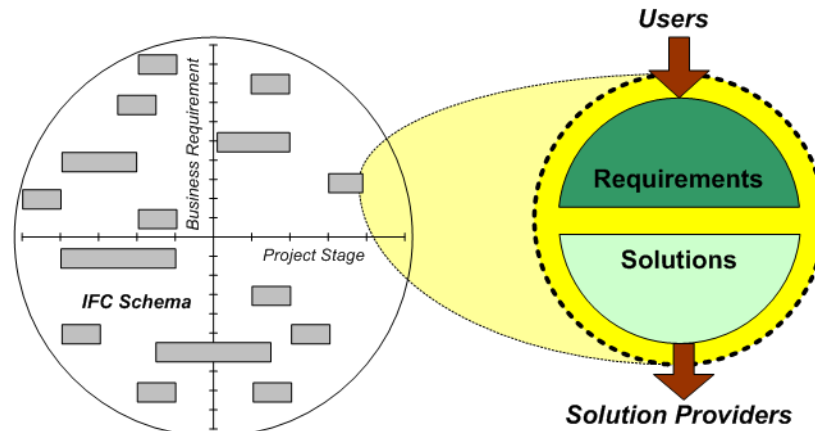 Users
Business Requirement
Requirements
Project Stage
Solutions
IFC Schema
Solution Providers